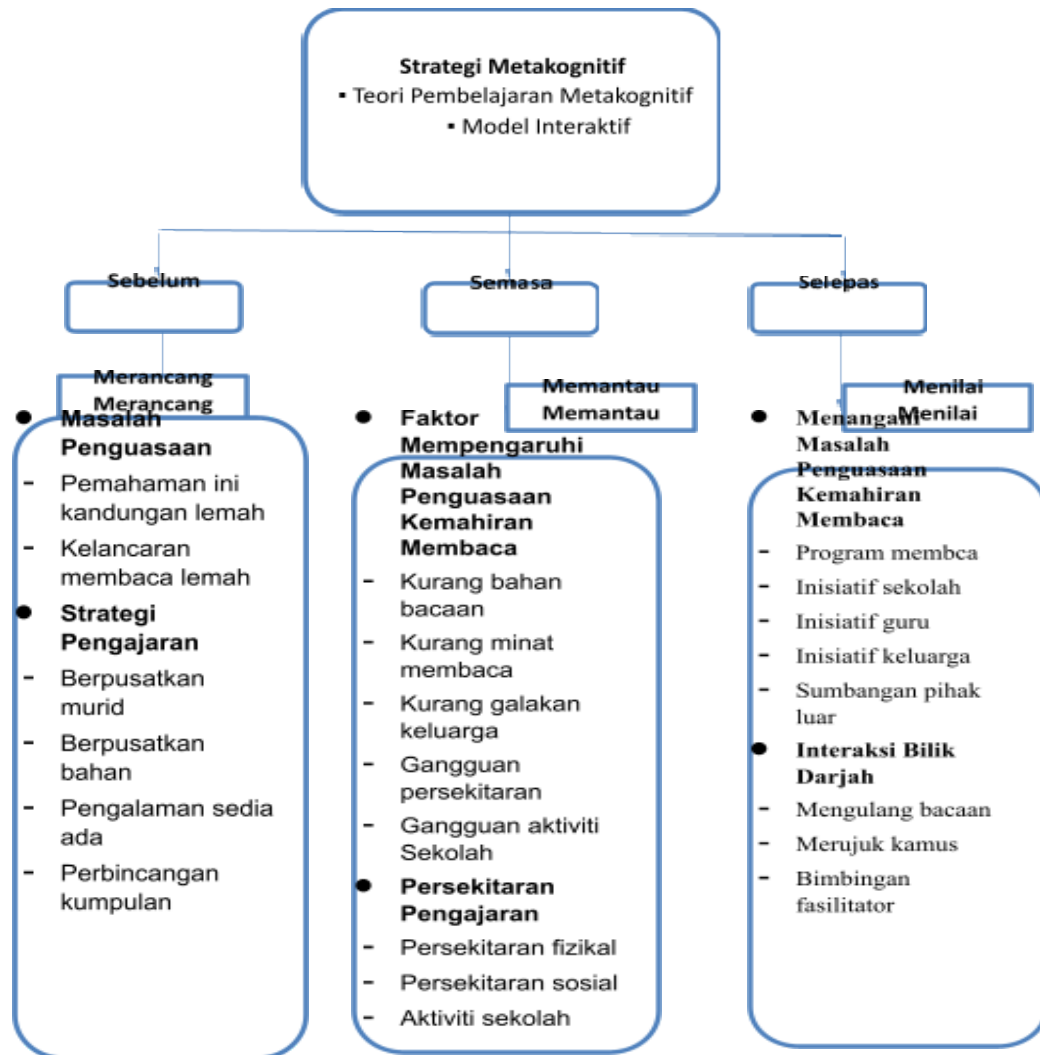 Strategi Metakognitif
▪ Teori Pembelajaran Metakognitif
▪ Model Interaktif
Sebelum
Merancang
Merancang
● Masalah
Penguasaan
- Pemahaman ini
kandungan lemah
- Kelancaran
membaca lemah
● Strategi
Pengajaran
- Berpusatkan
murid
- Berpusatkan
bahan
- Pengalaman sedia
ada
- Perbincangan
kumpulan
Semasa
Memantau
Memantau
● Faktor
Mempengaruhi
Masalah
Penguasaan
Kemahiran
Membaca
- Kurang bahan
bacaan
- Kurang minat
membaca
- Kurang galakan
keluarga
- Gangguan
persekitaran
- Gangguan aktiviti
Sekolah
● Persekitaran
Pengajaran
- Persekitaran fizikal
- Persekitaran sosial
- Aktiviti sekolah
Selepas
Menilai
Menilai
● Menangani
Masalah
Penguasaan
Kemahiran
Membaca
- Program membca
- Inisiatif sekolah
- Inisiatif guru
- Inisiatif keluarga
- Sumbangan pihak
luar
● Interaksi Bilik
Darjah
- Mengulang bacaan
- Merujuk kamus
- Bimbingan
fasilitator